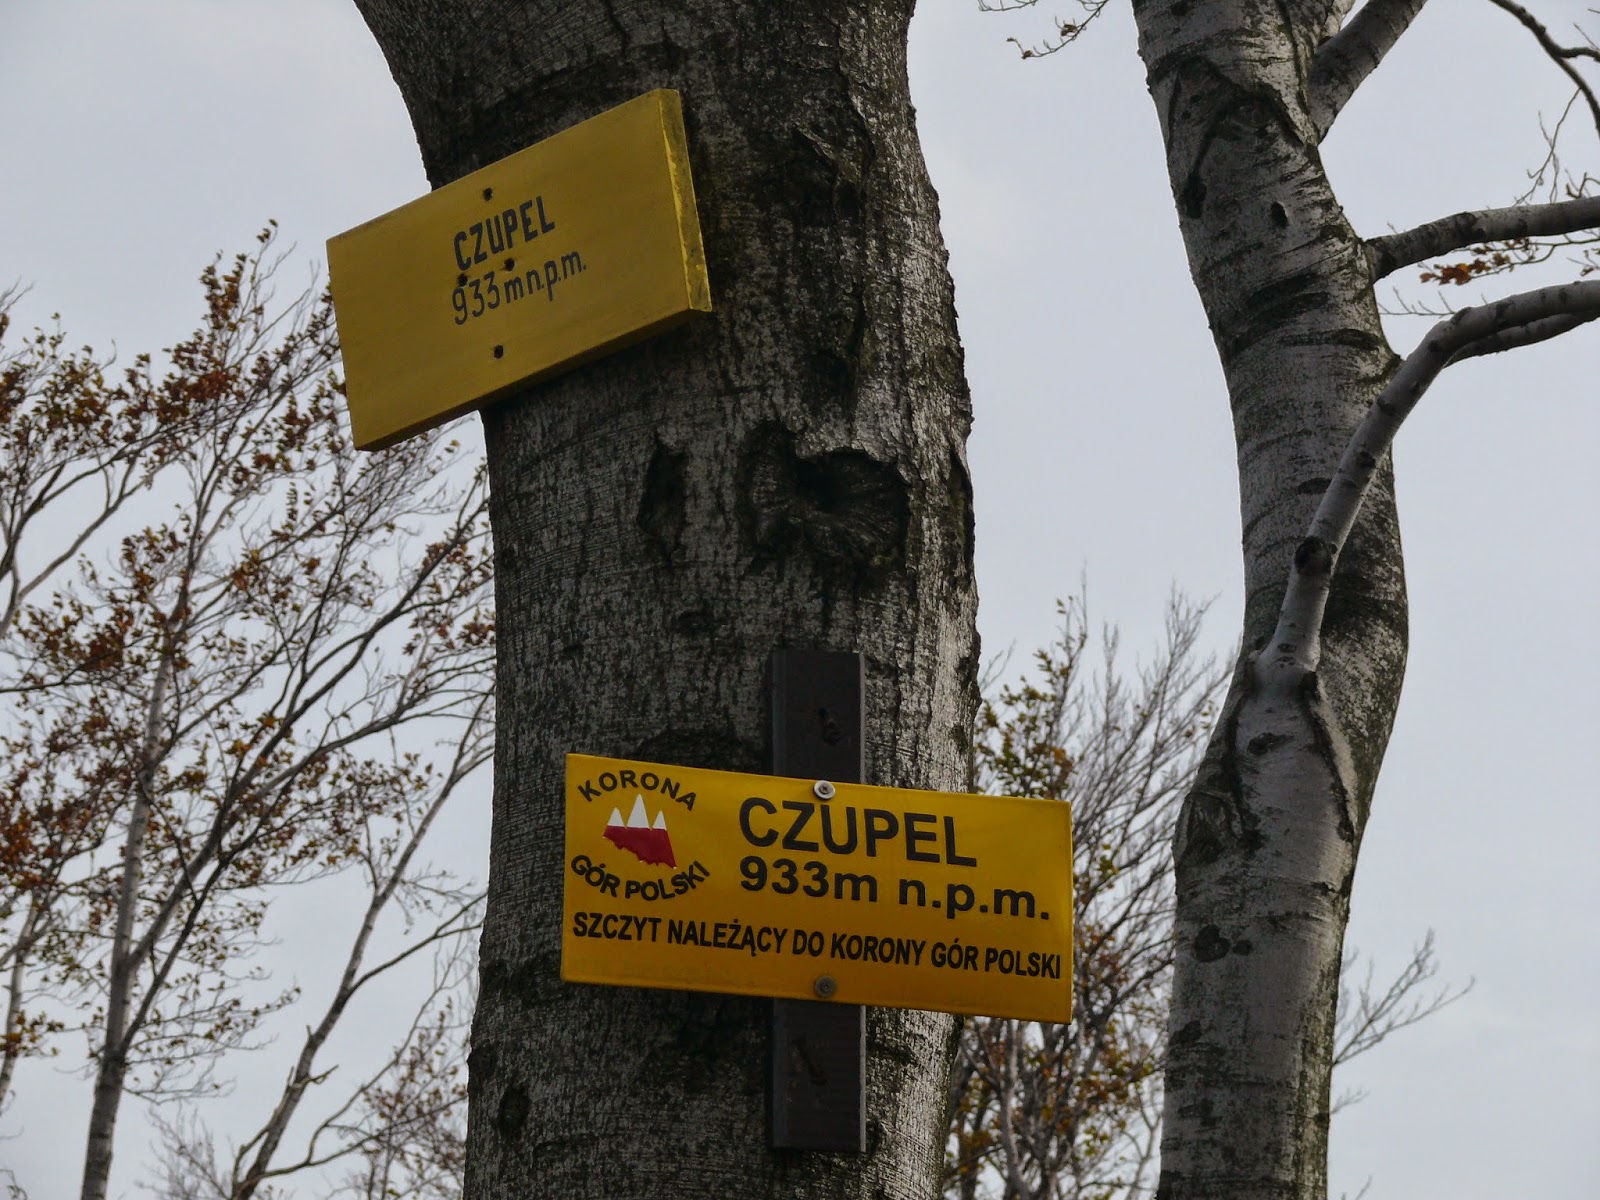 CZUPEL
933m n.p.m.
KORONA
GÓR POLSKI
CZUPEL
933m n.p.m.
SZCZYT NALEŻĄCY DO KORONY GÓR POLSKI